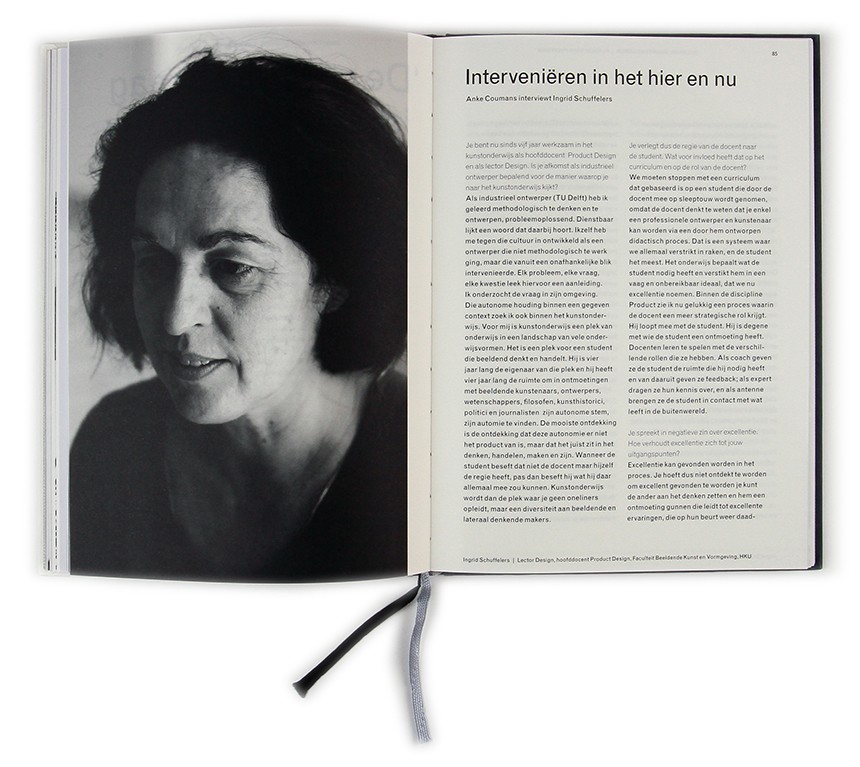 85
Interveniëren in het hier en nu
Anke Coumans interviewt Ingrid Schuffelers
Je bent nu sinds vijf jaar werkzaam in het
kunstonderwijs als hoofddocent Product Design
en als lector Design. Is je afkomst als industrieel
ontwerper bepalend voor de manier waarop je
naar het kunstonderwijs kijkt?
Als industrieel ontwerper (TU Delft) heb ik
geleerd methodologisch te denken en te
ontwerpen, probleemoplossend. Dienstbaar
lijkt een woord dat daarbij hoort. Ikzelf heb
me tegen die cultuur in ontwikkeld als een
ontwerper die niet methodologisch te werk
ging, maar die vanuit een onafhankelijke blik
intervenieerde. Elk probleem, elke vraag,
elke kwestie leek hiervoor een aanleiding.
Ik onderzocht de vraag in zijn omgeving.
Die autonome houding binnen een gegeven
context zoek ik ook binnen het kunstonder-
wijs. Voor mij is kunstonderwijs een plek van
onderwijs in een landschap van vele onder-
wijsvormen. Het is een plek voor een student
die beeldend denkt en handelt. Hij is vier
jaar lang de eigenaar van die plek en hij heeft
vier jaar lang de ruimte om in ontmoetingen
met beeldende kunstenaars, ontwerpers,
wetenschappers, filosofen, kunsthistorici,
politici en journalisten zijn autonome stem,
zijn automie te vinden. De mooiste ontdekking
is de ontdekking dat deze autonomie er niet
het product van is, maar dat het juist zit in het
denken, handelen, maken en zijn. Wanneer de
student beseft dat niet de docent maar hijzelf
de regie heeft, pas dan beseft hij wat hij daar
allemaal mee zou kunnen. Kunstonderwijs
wordt dan de plek waar je geen oneliners
opleidt, maar een diversiteit aan beeldende en
lateraal denkende makers.
Je verlegt dus de regie van de docent naar
de student. Wat voor invloed heeft dat op het
curriculum en op de rol van de docent?
We moeten stoppen met een curriculum
dat gebaseerd is op een student die door de
docent mee op sleeptouw wordt genomen,
omdat de docent denkt te weten dat je enkel
een professionele ontwerper en kunstenaar
kan worden via een door hem ontworpen
didactisch proces. Dat is een systeem waar
we allemaal verstrikt in raken, en de student
het meest. Het onderwijs bepaalt wat de
student nodig heeft en verstikt hem in een
vaag en onbereikbaar ideaal, dat we nu
excellentie noemen. Binnen de discipline
Product zie ik nu gelukkig een proces waarin
de docent een meer strategische rol krijgt.
Hij loopt mee met de student. Hij is degene
met wie de student een ontmoeting heeft.
Docenten leren te spelen met de verschil-
lende rollen die ze hebben. Als coach geven
ze de student de ruimte die hij nodig heeft
en van daaruit geven ze feedback; als expert
dragen ze hun kennis over, en als antenne
brengen ze de student in contact met wat
leeft in de buitenwereld.
Je spreekt in negatieve zin over excellentie.
Hoe verhoudt excellentie zich tot jouw
uitgangspunten?
Excellentie kan gevonden worden in het
proces. Je hoeft dus niet ontdekt te worden
om excellent gevonden te worden je kunt
de ander aan het denken zetten en hem een
ontmoeting gunnen die leidt tot excellente
ervaringen, die op hun beurt weer daad-
Ingrid Schuffelers | Lector Design, hoofddocent Product Design, Faculteit Beeldende Kunst en Vormgeving, HKU